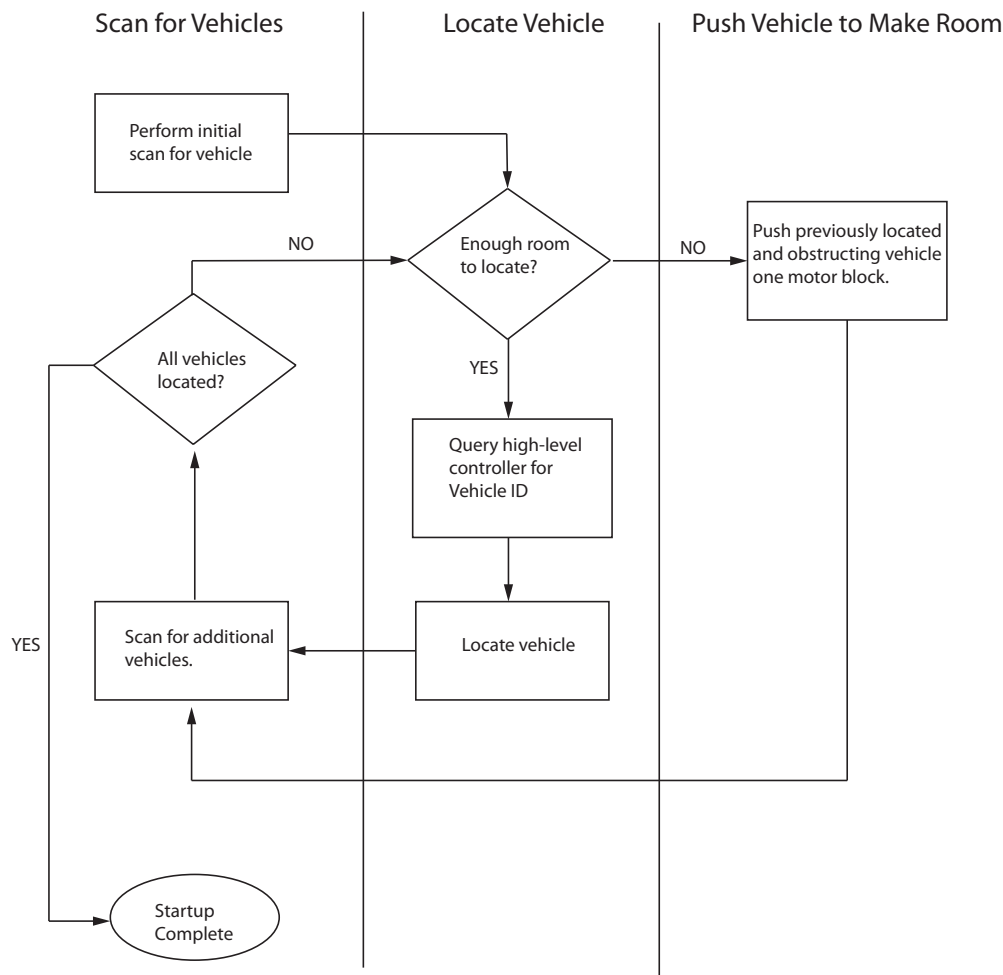 Scan for Vehicles
Locate Vehicle
Push Vehicle to Make Room
Perform initial
scan for vehicle
Enough room
to locate?
NO
NO
Push previously located
and obstructing vehicle
one motor block.
All vehicles
located?
YES
Query high-level
controller for
Vehicle ID
YES
Scan for additional
vehicles.
Locate vehicle
Startup
Complete